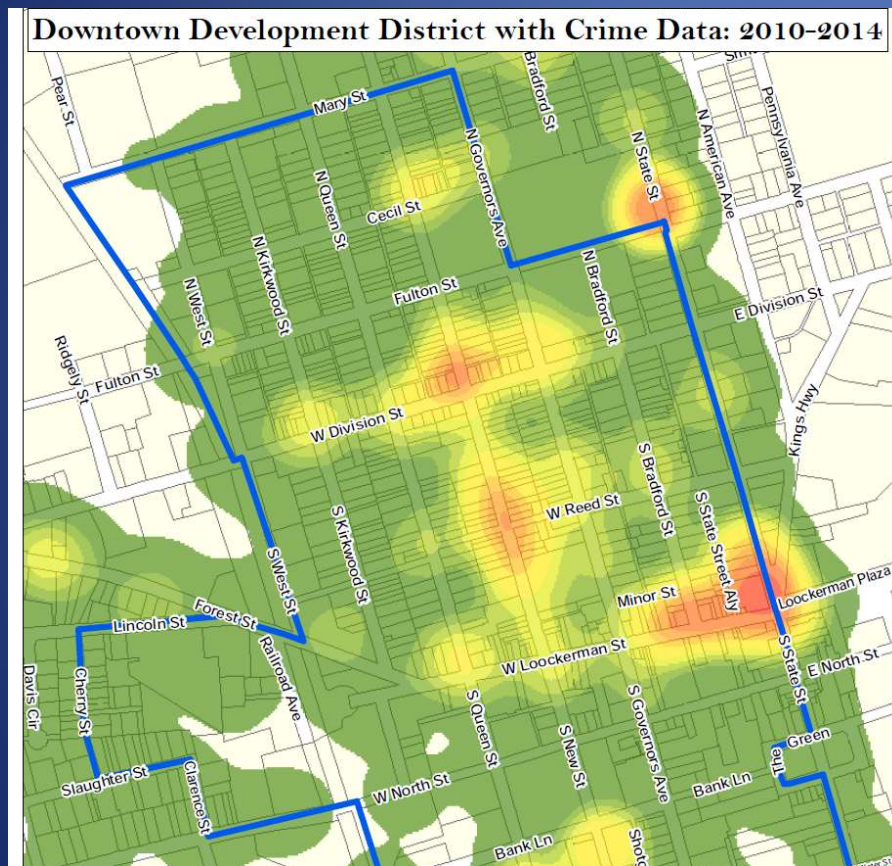 Downtown Development District with Crime Data: 2010-2014
Pear St
Mary St
Bradford St
N State St
N American Ave
Pennsylvania Ave
N Governors Ave
N Queen St
Cecil St
N Kirkwood St
N West St
Fulton St
N Bradford St
E Division St
Ridgely St
Fulton St
Kings Hwy
W Division St
S Bradford St
S State Street Aly
W Reed St
S Kirkwood St
S West St
Minor St
Loockerman Plaza
Forest St
Lincoln St
Railroad Ave
W Loockerman St
S State St
E North St
Davis Cir
Cherry St
S Queen St
S New St
S Governors Ave
The Green
Slaughter St
Clarence St
W North St
Bank Ln
Bank Ln